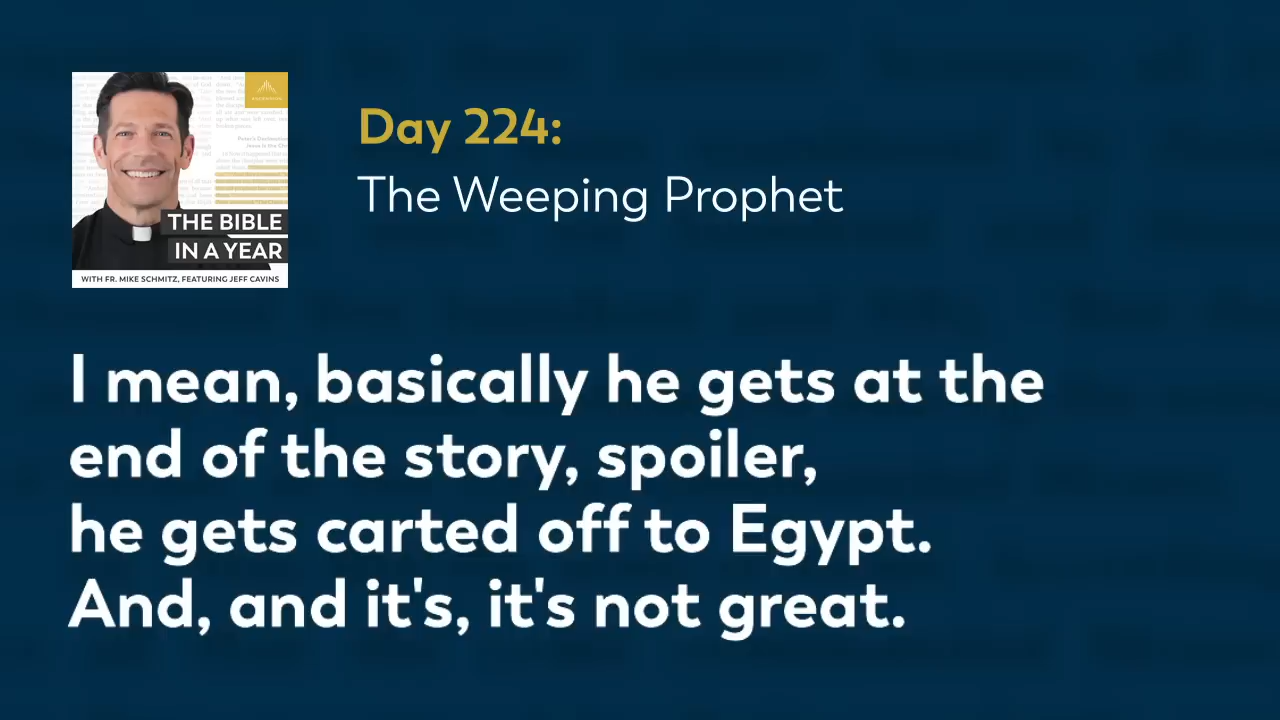 Day 224:
The Weeping Prophet
THE BIBLE
IN A YEAR
WITH FR. MIKE SCHMITZ, FEATURING JEFF CAVINS
I mean, basically he gets at the
end of the story, spoiler,
he gets carted off to Egypt.
And, and it's, it's not great.